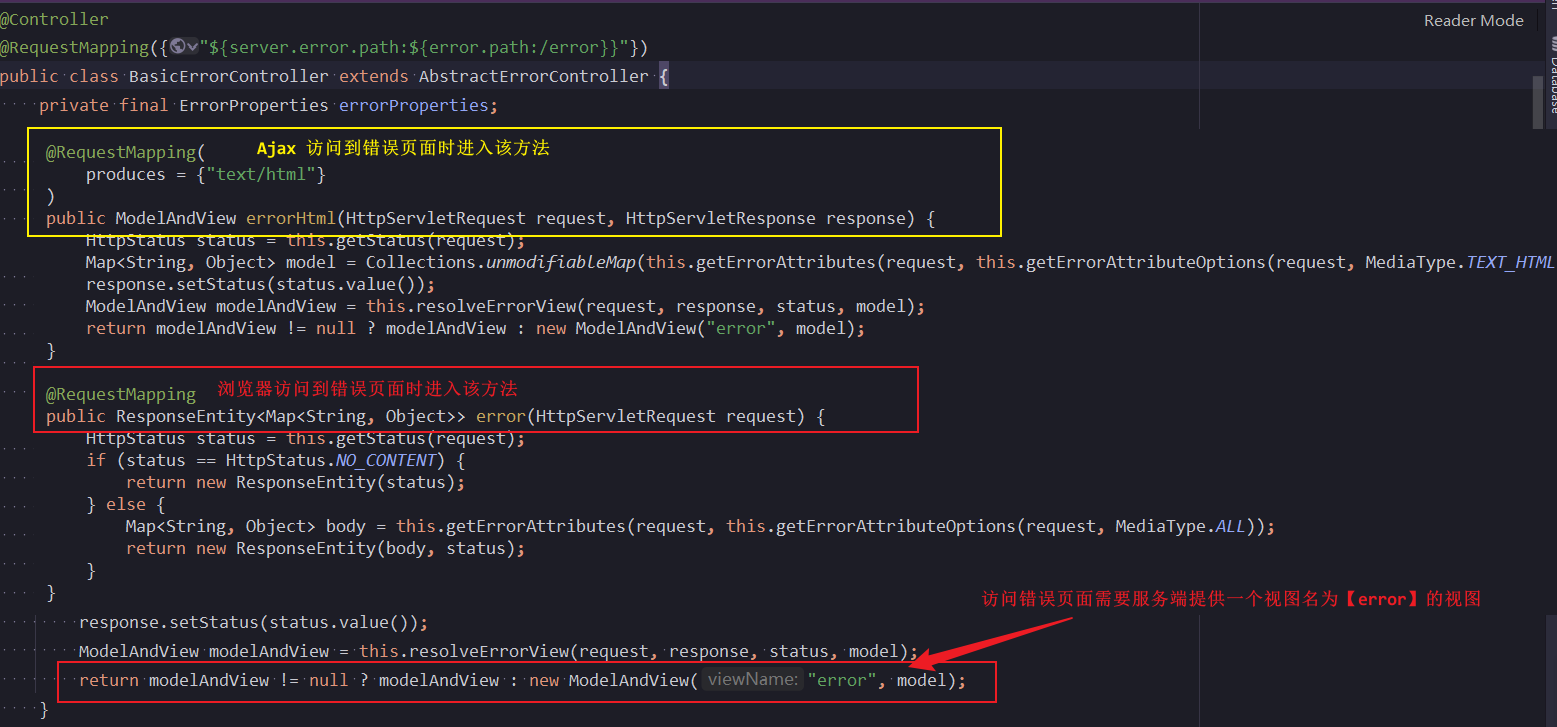 @Controller
Reader Mode
@RequestMapping({"${server.error.path:${error.path:/error}}"})
public class BasicErrorController extends AbstractErrorController {
Database
private final ErrorProperties errorProperties;
@RequestMapping(
Ajax 访问到错误页面时进入该方法
produces = {"text/html"}
)
public ModelAndView errorHtml(HttpServletRequest request, HttpServletResponse response) {
HttpStatus status = this.getStatus(request);
Map<String, Object> model = Collections.unmodifiableMap(this.getErrorAttributes(request, this.getErrorAttributeOptions(request, MediaType.TEXT_HTML
response.setStatus(status.value());
ModelAndView modelAndView = this.resolveErrorView(request, response, status, model);
return modelAndView != null ? modelAndView : new ModelAndView("error", model);
}
@RequestMapping
浏览器访问到错误页面时进入该方法
public ResponseEntity<Map<String, Object>> error(HttpServletRequest request) {
HttpStatus status = this.getStatus(request);
if (status == HttpStatus.NO_CONTENT) {
return new ResponseEntity(status);
} else {
Map<String, Object> body = this.getErrorAttributes(request, this.getErrorAttributeOptions(request, MediaType.ALL));
return new ResponseEntity(body, status);
}
}
访问错误页面需要服务端提供一个视图名为【error】的视图
response.setStatus(status.value());
ModelAndView modelAndView = this.resolveErrorView(request, response, status, model);
return modelAndView != null ? modelAndView : new ModelAndView( viewName: "error", model);
}